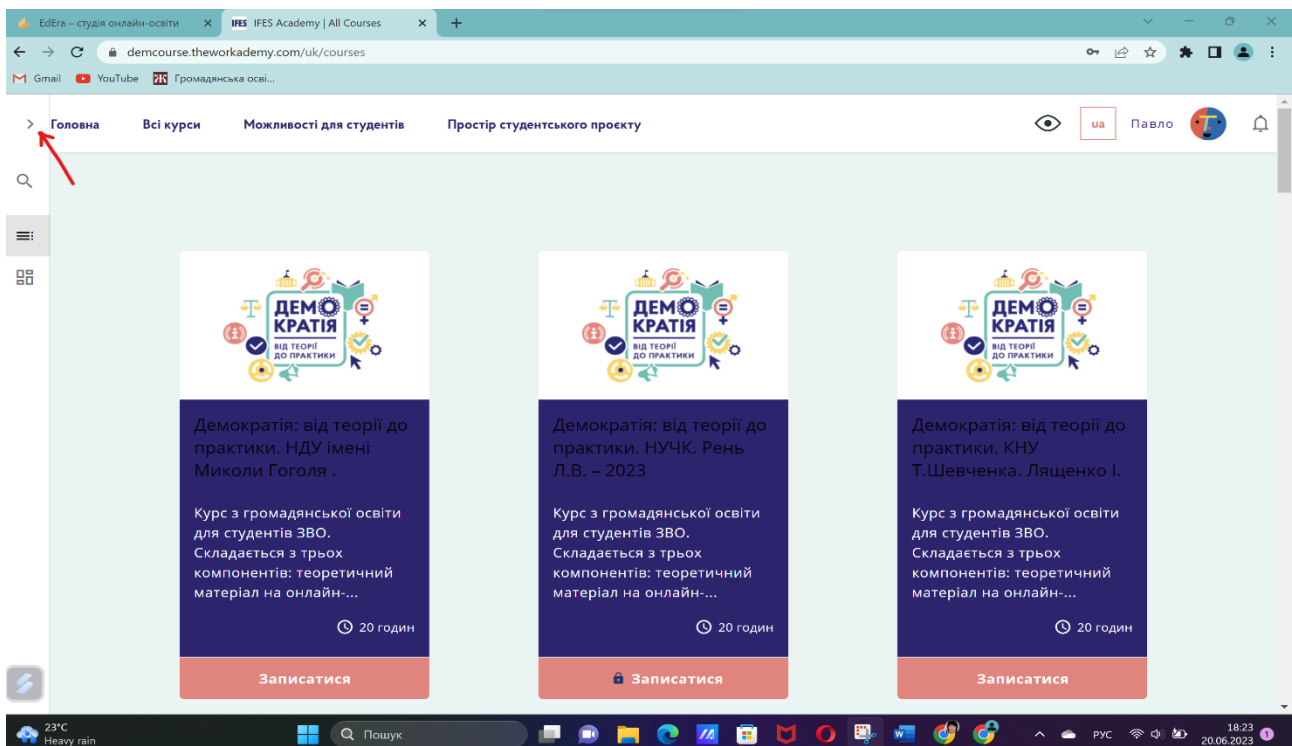 EdEra – студія онлайн-освіти
IFES IFES Academy | All Courses
demcourse.theworkademy.com/uk/courses
Gmail YouTube Громадянська осві...
Головна Всі курси Можливості для студентів Простір студентського проєкту ua Павло
ДЕМО
КРАТІЯ
ВІД ТЕОРІЇ
ДО ПРАКТИКИ
Демократія: від теорії до
практики. НДУ імені
Миколи Гоголя .
Курс з громадянської освіти
для студентів ЗВО.
Складається з трьох
компонентів: теоретичний
матеріал на онлайн-...
20 годин
Записатися
ДЕМО
КРАТІЯ
ВІД ТЕОРІЇ
ДО ПРАКТИКИ
Демократія: від теорії до
практики. НУЧК. Рень
Л.В. – 2023
Курс з громадянської освіти
для студентів ЗВО.
Складається з трьох
компонентів: теоретичний
матеріал на онлайн-...
20 годин
Записатися
ДЕМО
КРАТІЯ
ВІД ТЕОРІЇ
ДО ПРАКТИКИ
Демократія: від теорії до
практики. КНУ
Т.Шевченка. Лященко І.
Курс з громадянської освіти
для студентів ЗВО.
Складається з трьох
компонентів: теоретичний
матеріал на онлайн-...
20 годин
Записатися
23°C
Heavy rain
Пошук
РУС
18:23
20.06.2023
1